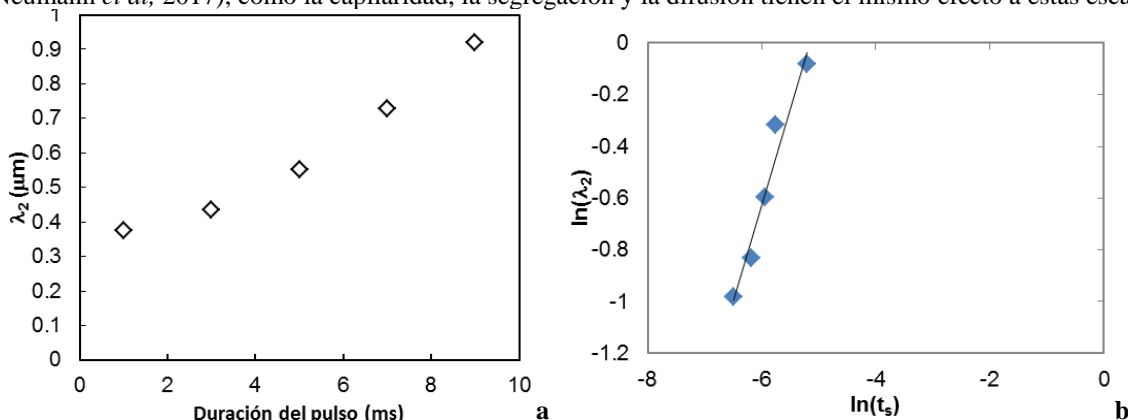 Neumann et al, 2017), como la capilaridad, la segregación y la difusión tienen el mismo efecto a estas esca
1
0.9
0.8
0.7
0.6
0.5
0.4
0.3
0.2
0.1
0
λ₂ (µm)
0 2 4 6 8 10
Duración del pulso (ms)
a
0
-0.2
-0.4
-0.6
-0.8
-1
-1.2
ln(λ₂)
-8 -6 -4 -2 0
ln(tₛ)
b